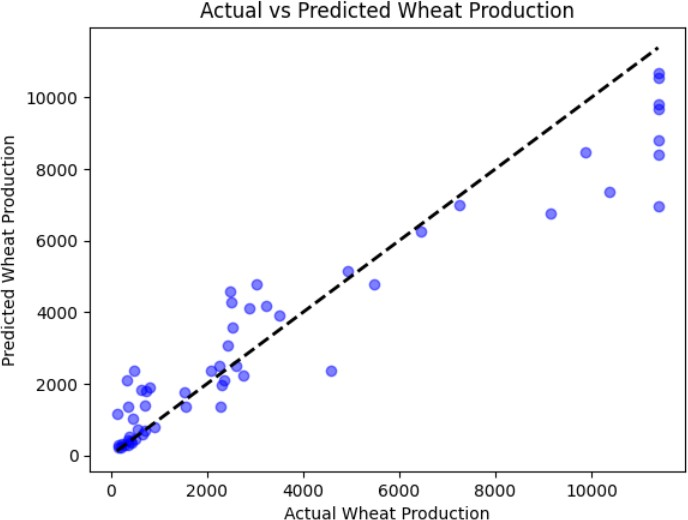 Actual vs Predicted Wheat Production
Predicted Wheat Production
10000
8000
6000
4000
2000
0
0 2000 4000 6000 8000 10000
Actual Wheat Production